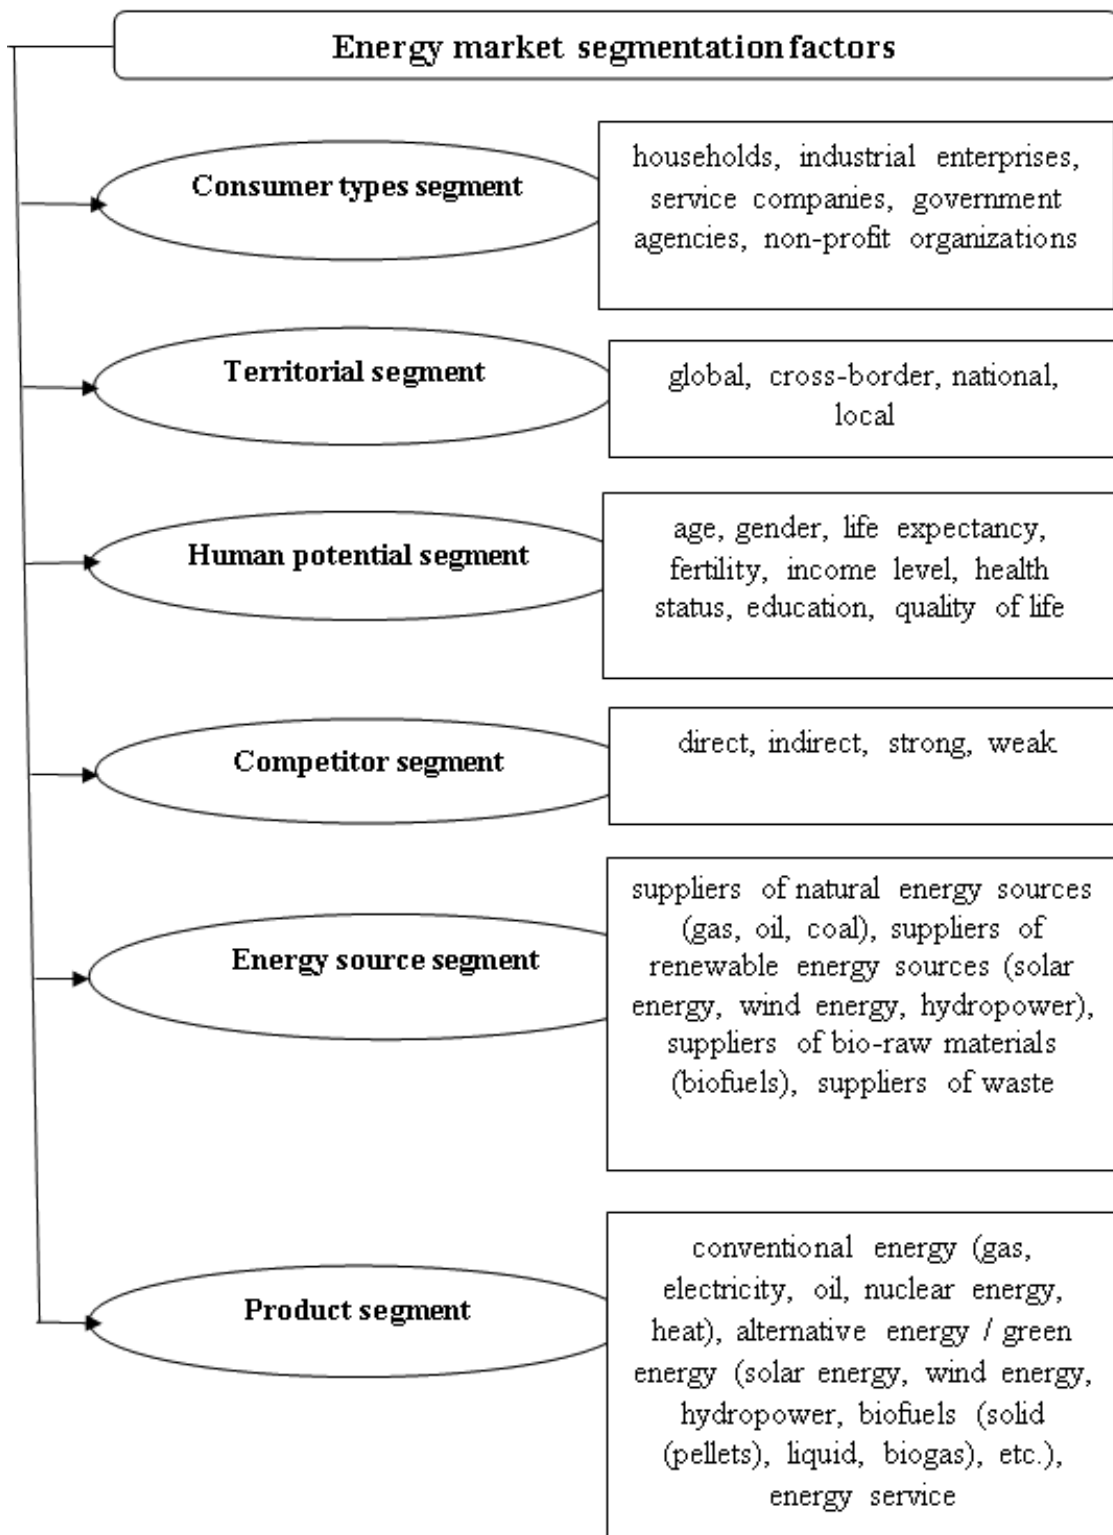 Energy market segmentation factors
Consumer types segment
households, industrial enterprises,
service companies, government
agencies, non-profit organizations
Territorial segment
global, cross-border, national,
local
Human potential segment
age, gender, life expectancy,
fertility, income level, health
status, education, quality of life
Competitor segment
direct, indirect, strong, weak
Energy source segment
suppliers of natural energy sources
(gas, oil, coal), suppliers of
renewable energy sources (solar
energy, wind energy, hydropower),
suppliers of bio-raw materials
(biofuels), suppliers of waste
Product segment
conventional energy (gas,
electricity, oil, nuclear energy,
heat), alternative energy / green
energy (solar energy, wind energy,
hydropower, biofuels (solid
(pellets), liquid, biogas), etc.),
energy service